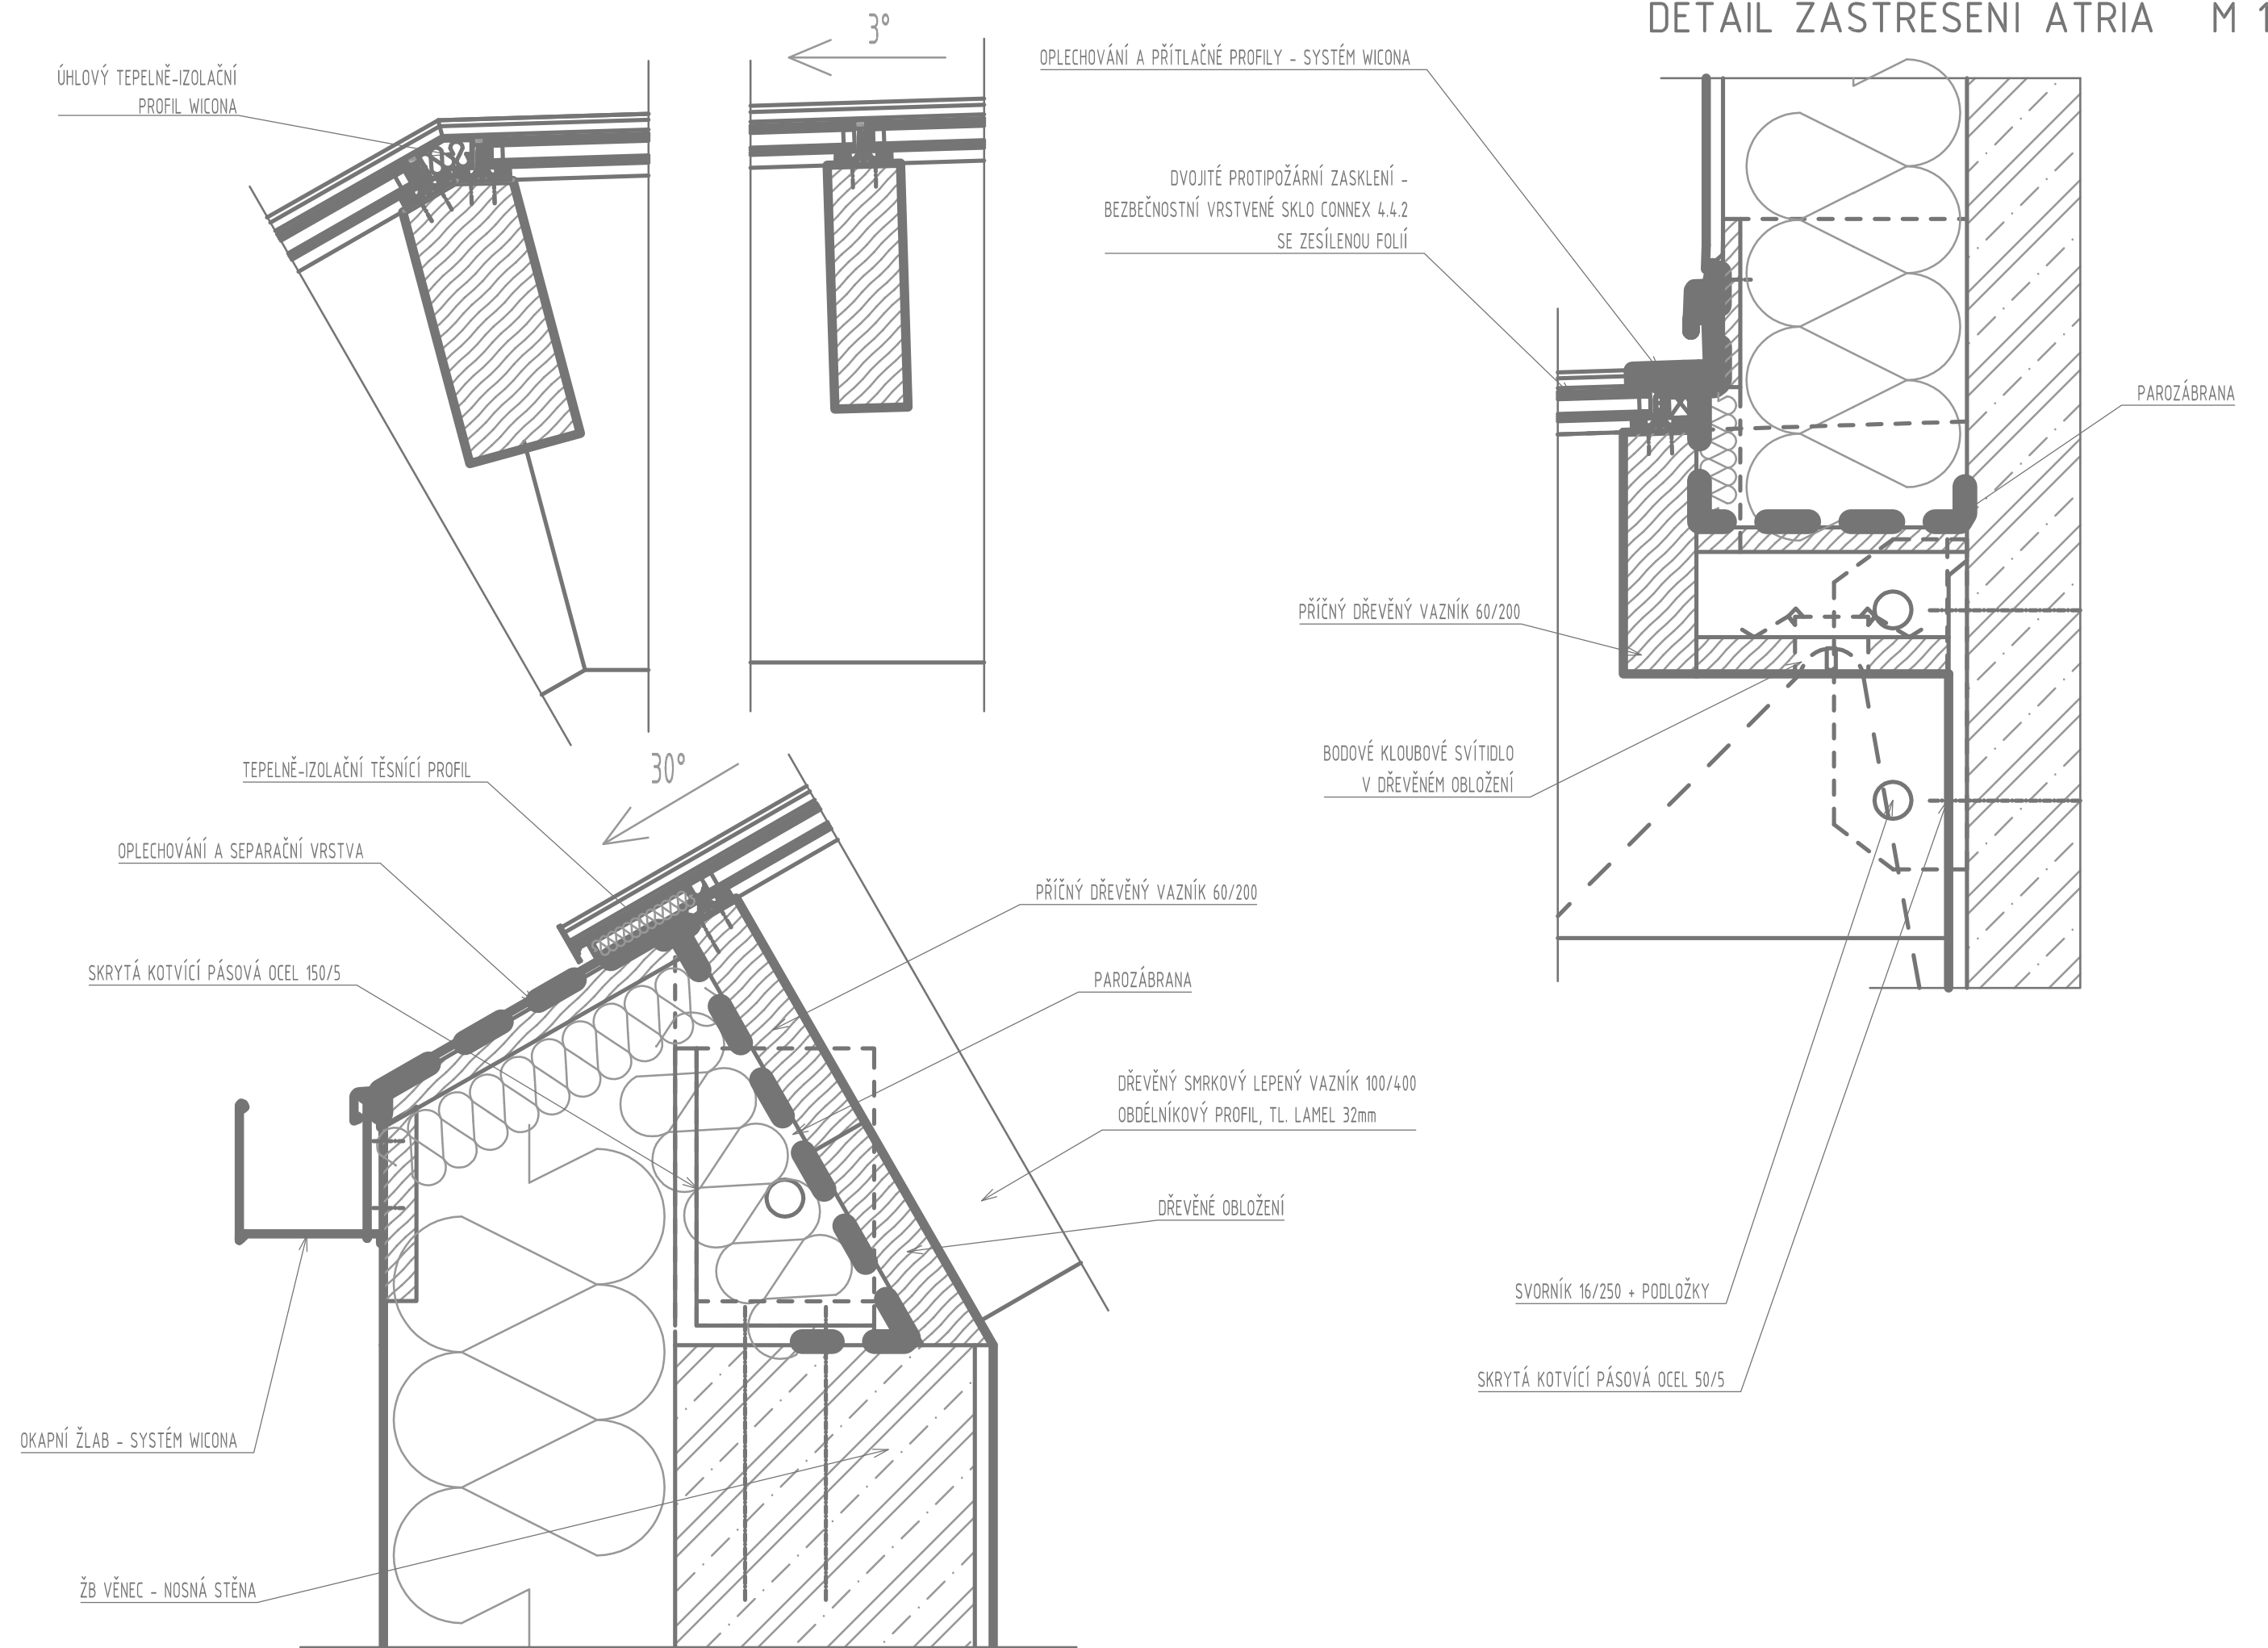 DETAIL ZASTŘEŠENÍ ATRIA M 1
3°
ÚHLOVÝ TEPELNĚ-IZOLAČNÍ
PROFIL WICONA
OPLECHOVÁNÍ A PŘÍTLAČNÉ PROFILY - SYSTÉM WICONA
DVOJITÉ PROTIPOŽÁRNÍ ZASKLENÍ -
BEZBEČNOSTNÍ VRSTVENÉ SKLO CONNEX 4.4.2
SE ZESÍLENOU FOLIÍ
PAROZÁBRANA
PŘÍČNÝ DŘEVĚNÝ VAZNÍK 60/200
BODOVÉ KLOUBOVÉ SVÍTIDLO
V DŘEVĚNÉM OBLOŽENÍ
30°
TEPELNĚ-IZOLAČNÍ TĚSNÍCÍ PROFIL
OPLECHOVÁNÍ A SEPARAČNÍ VRSTVA
SKRYTÁ KOTVÍCÍ PÁSOVÁ OCEL 150/5
PŘÍČNÝ DŘEVĚNÝ VAZNÍK 60/200
PAROZÁBRANA
DŘEVĚNÝ SMRKOVÝ LEPENÝ VAZNÍK 100/400
OBDÉLNÍKOVÝ PROFIL, TL. LAMEL 32mm
DŘEVĚNÉ OBLOŽENÍ
SVORNÍK 16/250 + PODLOŽKY
SKRYTÁ KOTVÍCÍ PÁSOVÁ OCEL 50/5
OKAPNÍ ŽLAB - SYSTÉM WICONA
ŽB VĚNEC - NOSNÁ STĚNA